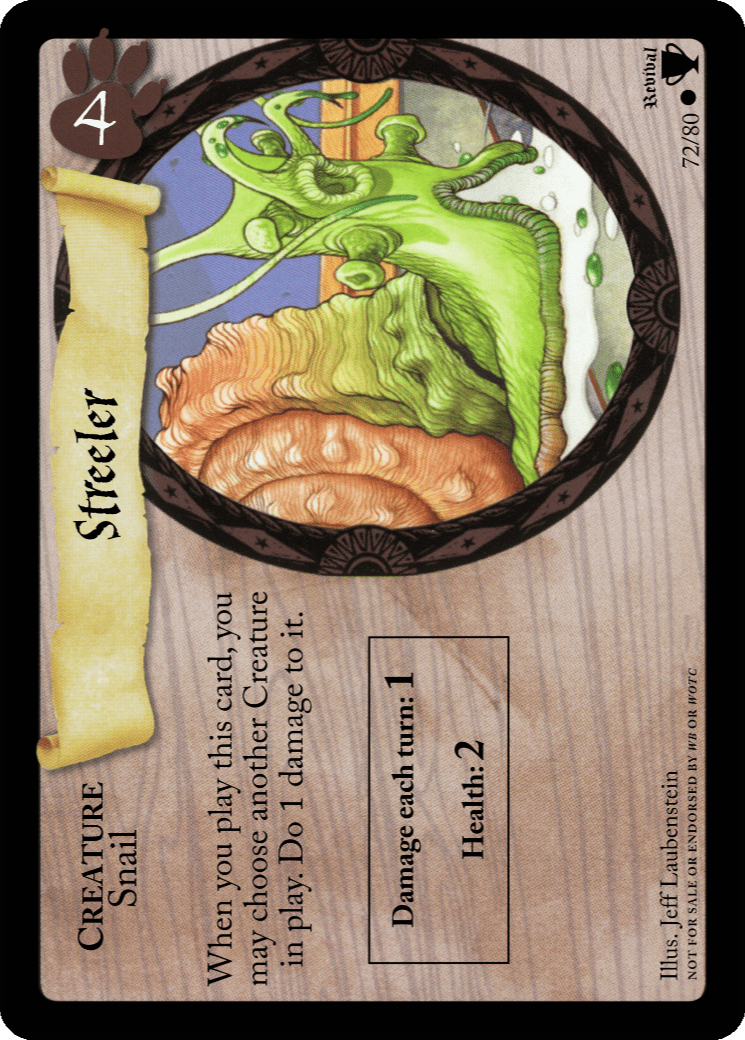 4
Streeler
CREATURE
Snail
When you play this card, you
may choose another Creature
in play. Do 1 damage to it.
Damage each turn: 1
Health: 2
Illus. Jeff Laubenstein
NOT FOR SALE OR ENDORSED BY WB OR WOTC
Revival
72/80 ●